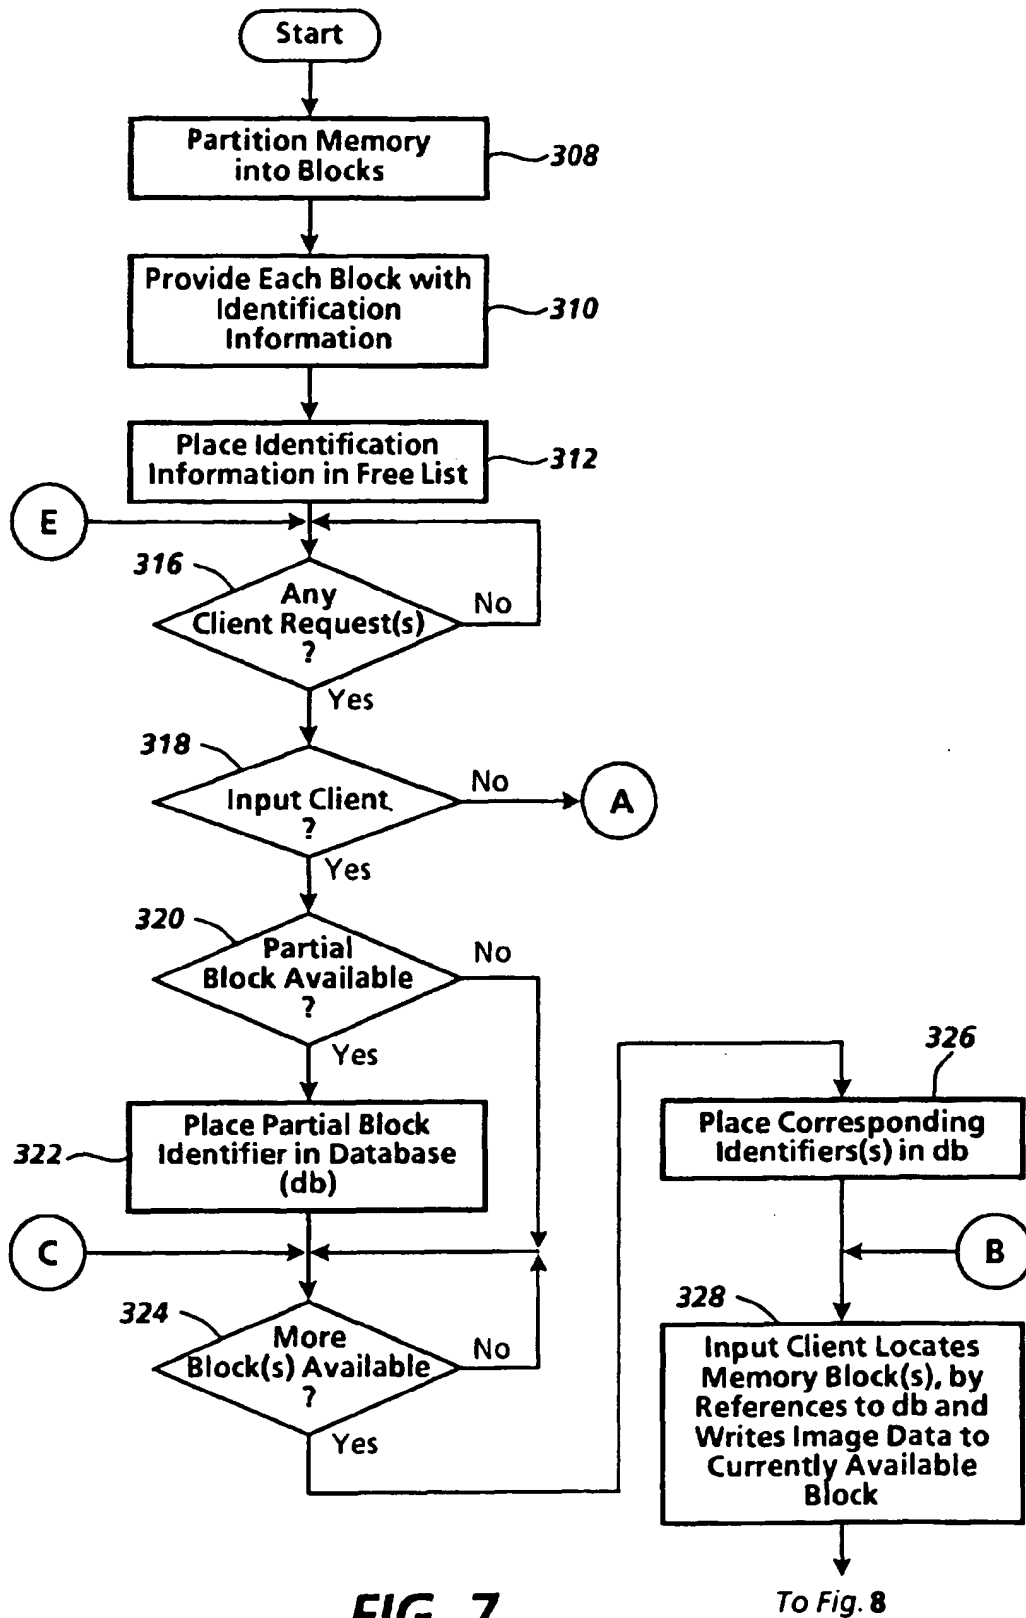 Start
Partition Memory
into Blocks
308
Provide Each Block with
Identification
Information
310
Place Identification
Information in Free List
312
E
316
Any
Client Request(s)
?
No
Yes
318
Input Client
?
No
A
Yes
320
Partial
Block Available
?
No
Yes
322
Place Partial Block
Identifier in Database
(db)
C
324
More
Block(s) Available
?
No
Yes
326
Place Corresponding
Identifiers(s) in db
B
328
Input Client Locates
Memory Block(s), by
References to db and
Writes Image Data to
Currently Available
Block
To Fig. 8
FIG. 7